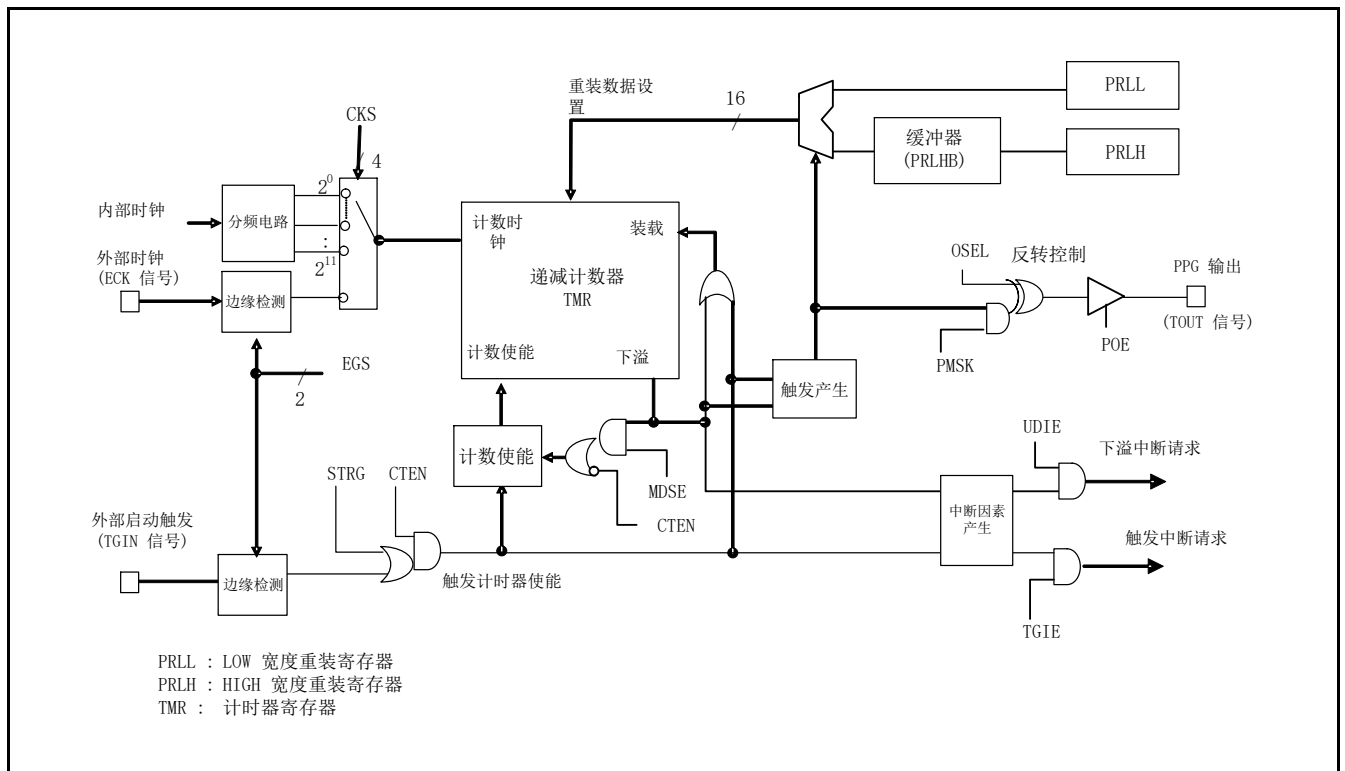 重装数据设
置
16
PRLL
CKS
4
缓冲器
(PRLHB)
PRLH
2^0
内部时钟
分频电路
:
2^11
外部时钟
(ECK 信号)
边缘检测
计数时
钟
装载
递减计数器
TMR
计数使能
下溢
OSEL
反转控制
PPG 输出
(TOUT 信号)
POE
PMSK
EGS
2
触发产生
计数使能
MDSE
CTEN
UDIE
下溢中断请求
STRG
CTEN
中断因素
产生
外部启动触发
(TGIN 信号)
触发中断请求
边缘检测
触发计时器使能
TGIE
PRLL : LOW 宽度重装寄存器
PRLH : HIGH 宽度重装寄存器
TMR : 计时器寄存器